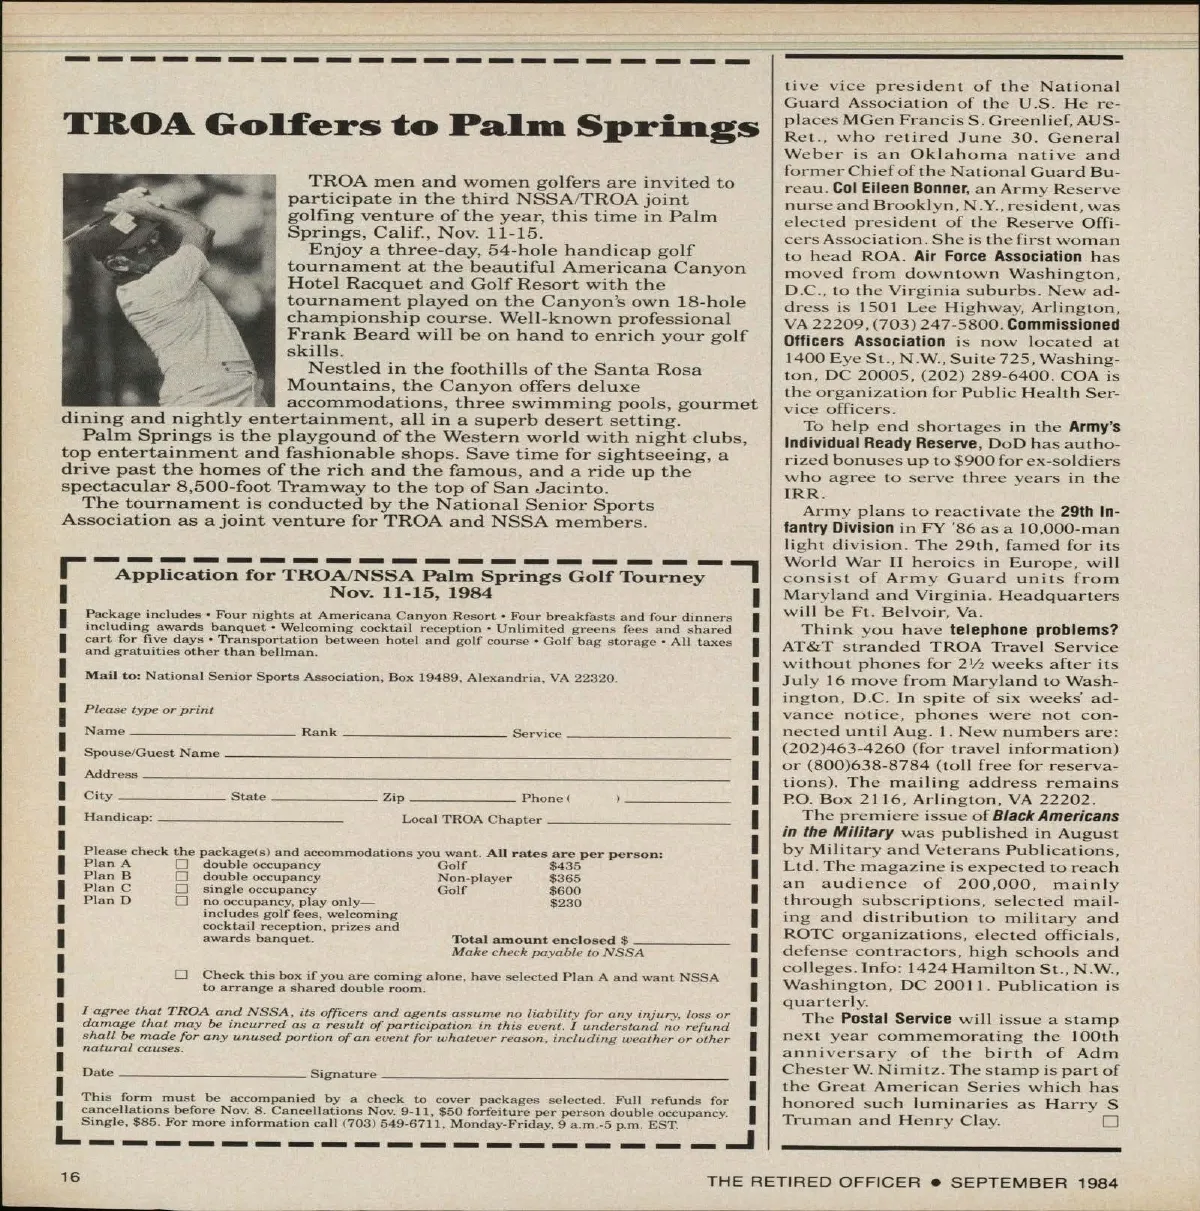 TROA Golfers to Palm Springs
TROA men and women golfers are invited to
participate in the third NSSA/TROA joint
golfing venture of the year, this time in Palm
Springs, Calif., Nov. 11-15.
Enjoy a three-day, 54-hole handicap golf
tournament at the beautiful Americana Canyon
Hotel Racquet and Golf Resort with the
tournament played on the Canyon's own 18-hole
championship course. Well-known professional
Frank Beard will be on hand to enrich your golf
skills.
Nestled in the foothills of the Santa Rosa
Mountains, the Canyon offers deluxe
accommodations, three swimming pools, gourmet
dining and nightly entertainment, all in a superb desert setting.
Palm Springs is the playgound of the Western world with night clubs,
top entertainment and fashionable shops. Save time for sightseeing, a
drive past the homes of the rich and the famous, and a ride up the
spectacular 8,500-foot Tramway to the top of San Jacinto.
The tournament is conducted by the National Senior Sports
Association as a joint venture for TROA and NSSA members.
Application for TROA/NSSA Palm Springs Golf Tourney
Nov. 11-15, 1984
Package includes • Four nights at Americana Canyon Resort • Four breakfasts and four dinners
including awards banquet • Welcoming cocktail reception • Unlimited greens fees and shared
cart for five days • Transportation between hotel and golf course • Golf bag storage • All taxes
and gratuities other than bellman.
Mail to: National Senior Sports Association, Box 19489, Alexandria, VA 22320.
Please type or print
Name Rank Service
Spouse/Guest Name
Address
City State Zip Phone ( )
Handicap: Local TROA Chapter
Please check the package(s) and accommodations you want. All rates are per person:
Plan A ☐ double occupancy Golf $435
Plan B ☐ double occupancy Non-player $365
Plan C ☐ single occupancy Golf $600
Plan D ☐ no occupancy, play only— $230
includes golf fees, welcoming
cocktail reception, prizes and
awards banquet.
Total amount enclosed $
Make check payable to NSSA
☐ Check this box if you are coming alone, have selected Plan A and want NSSA
to arrange a shared double room.
I agree that TROA and NSSA, its officers and agents assume no liability for any injury, loss or
damage that may be incurred as a result of participation in this event. I understand no refund
shall be made for any unused portion of an event for whatever reason, including weather or other
natural causes.
Date Signature
This form must be accompanied by a check to cover packages selected. Full refunds for
cancellations before Nov. 8. Cancellations Nov. 9-11, $50 forfeiture per person double occupancy.
Single, $85. For more information call (703) 549-6711, Monday-Friday, 9 a.m.-5 p.m. EST.
tive vice president of the National
Guard Association of the U.S. He re-
places MGen Francis S. Greenlief, AUS-
Ret., who retired June 30. General
Weber is an Oklahoma native and
former Chief of the National Guard Bu-
reau. Col Eileen Bonner, an Army Reserve
nurse and Brooklyn, N.Y., resident, was
elected president of the Reserve Offi-
cers Association. She is the first woman
to head ROA. Air Force Association has
moved from downtown Washington,
D.C., to the Virginia suburbs. New ad-
dress is 1501 Lee Highway, Arlington,
VA 22209, (703) 247-5800. Commissioned
Officers Association is now located at
1400 Eye St., N.W., Suite 725, Washing-
ton, DC 20005, (202) 289-6400. COA is
the organization for Public Health Ser-
vice officers.
To help end shortages in the Army's
Individual Ready Reserve, DoD has autho-
rized bonuses up to $900 for ex-soldiers
who agree to serve three years in the
IRR.
Army plans to reactivate the 29th In-
fantry Division in FY '86 as a 10,000-man
light division. The 29th, famed for its
World War II heroics in Europe, will
consist of Army Guard units from
Maryland and Virginia. Headquarters
will be Ft. Belvoir, Va.
Think you have telephone problems?
AT&T stranded TROA Travel Service
without phones for 2½ weeks after its
July 16 move from Maryland to Wash-
ington, D.C. In spite of six weeks' ad-
vance notice, phones were not con-
nected until Aug. 1. New numbers are:
(202)463-4260 (for travel information)
or (800)638-8784 (toll free for reserva-
tions). The mailing address remains
P.O. Box 2116, Arlington, VA 22202.
The premiere issue of Black Americans
in the Military was published in August
by Military and Veterans Publications,
Ltd. The magazine is expected to reach
an audience of 200,000, mainly
through subscriptions, selected mail-
ing and distribution to military and
ROTC organizations, elected officials,
defense contractors, high schools and
colleges. Info: 1424 Hamilton St., N.W.,
Washington, DC 20011. Publication is
quarterly.
The Postal Service will issue a stamp
next year commemorating the 100th
anniversary of the birth of Adm
Chester W. Nimitz. The stamp is part of
the Great American Series which has
honored such luminaries as Harry S
Truman and Henry Clay. ☐
16
THE RETIRED OFFICER • SEPTEMBER 1984